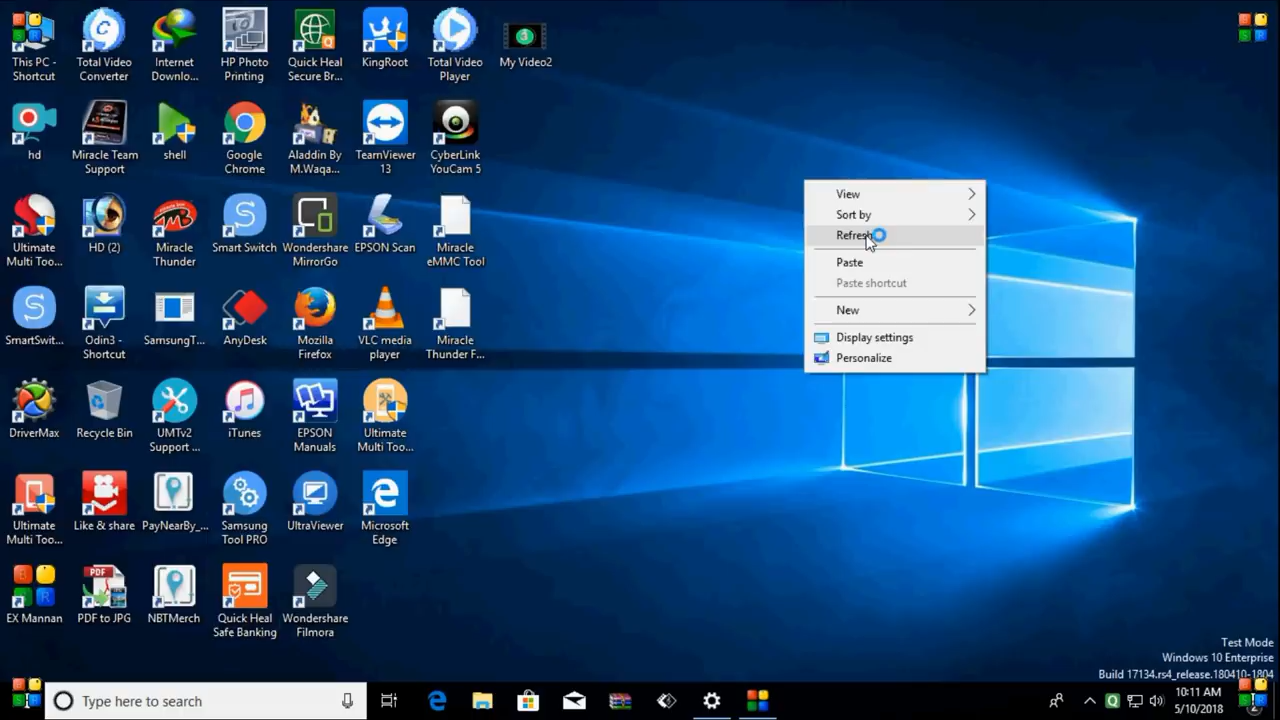 This PC -
Shortcut
Total Video
Converter
Internet
Downlo...
HP Photo
Printing
Quick Heal
Secure Br...
KingRoot
Total Video
Player
My Video2
hd
Miracle Team
Support
shell
Google
Chrome
Aladdin By
M.Waqa...
TeamViewer
13
CyberLink
YouCam 5
Ultimate
Multi Too...
HD (2)
Miracle
Thunder
Smart Switch
Wondershare
MirrorGo
EPSON Scan
Miracle
eMMC Tool
SmartSwit...
Odin3 -
Shortcut
SamsungT...
AnyDesk
Mozilla
Firefox
VLC media
player
Miracle
Thunder F...
DriverMax
Recycle Bin
UMTv2
Support ...
iTunes
EPSON
Manuals
Ultimate
Multi Too...
Ultimate
Multi Too...
Like & share
PayNearBy_...
Samsung
Tool PRO
UltraViewer
Microsoft
Edge
EX Mannan
PDF to JPG
NBTMerch
Quick Heal
Safe Banking
Wondershare
Filmora
View
Sort by
Refresh
Paste
Paste shortcut
New
Display settings
Personalize
Test Mode
Windows 10 Enterprise
Build 17134.rs4_release.180410-1804
Type here to search
10:11 AM
5/10/2018